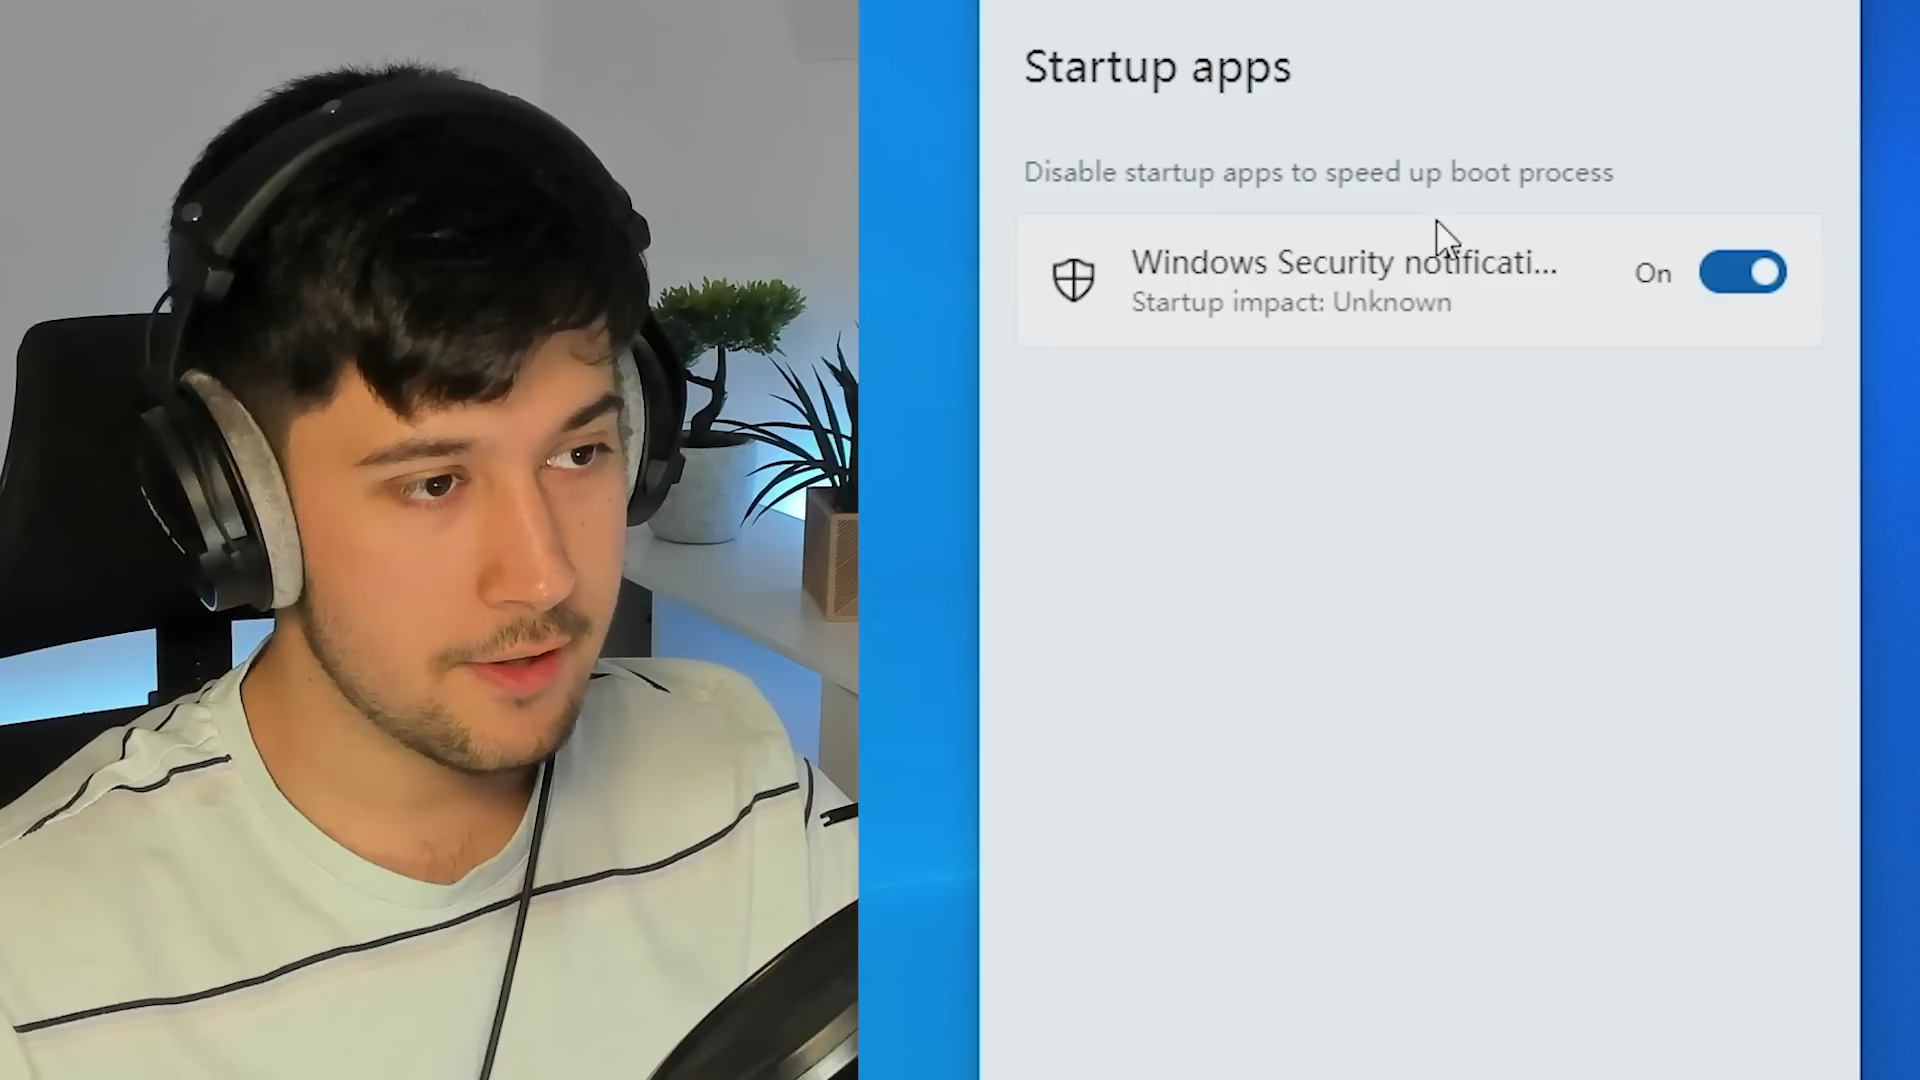 Startup apps
Disable startup apps to speed up boot process
Windows Security notificati...
On
Startup impact: Unknown